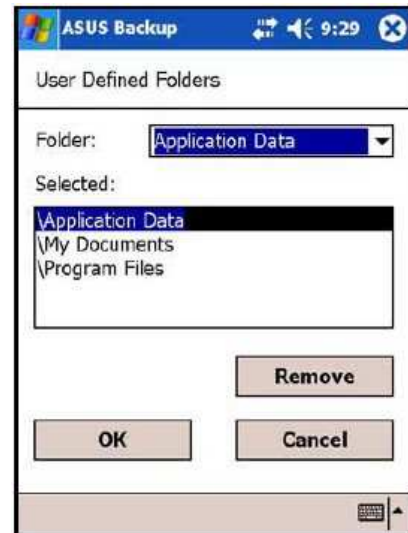 ASUS Backup 9:29
User Defined Folders
Folder: Application Data
Selected:
\Application Data
\My Documents
\Program Files
Remove
OK Cancel